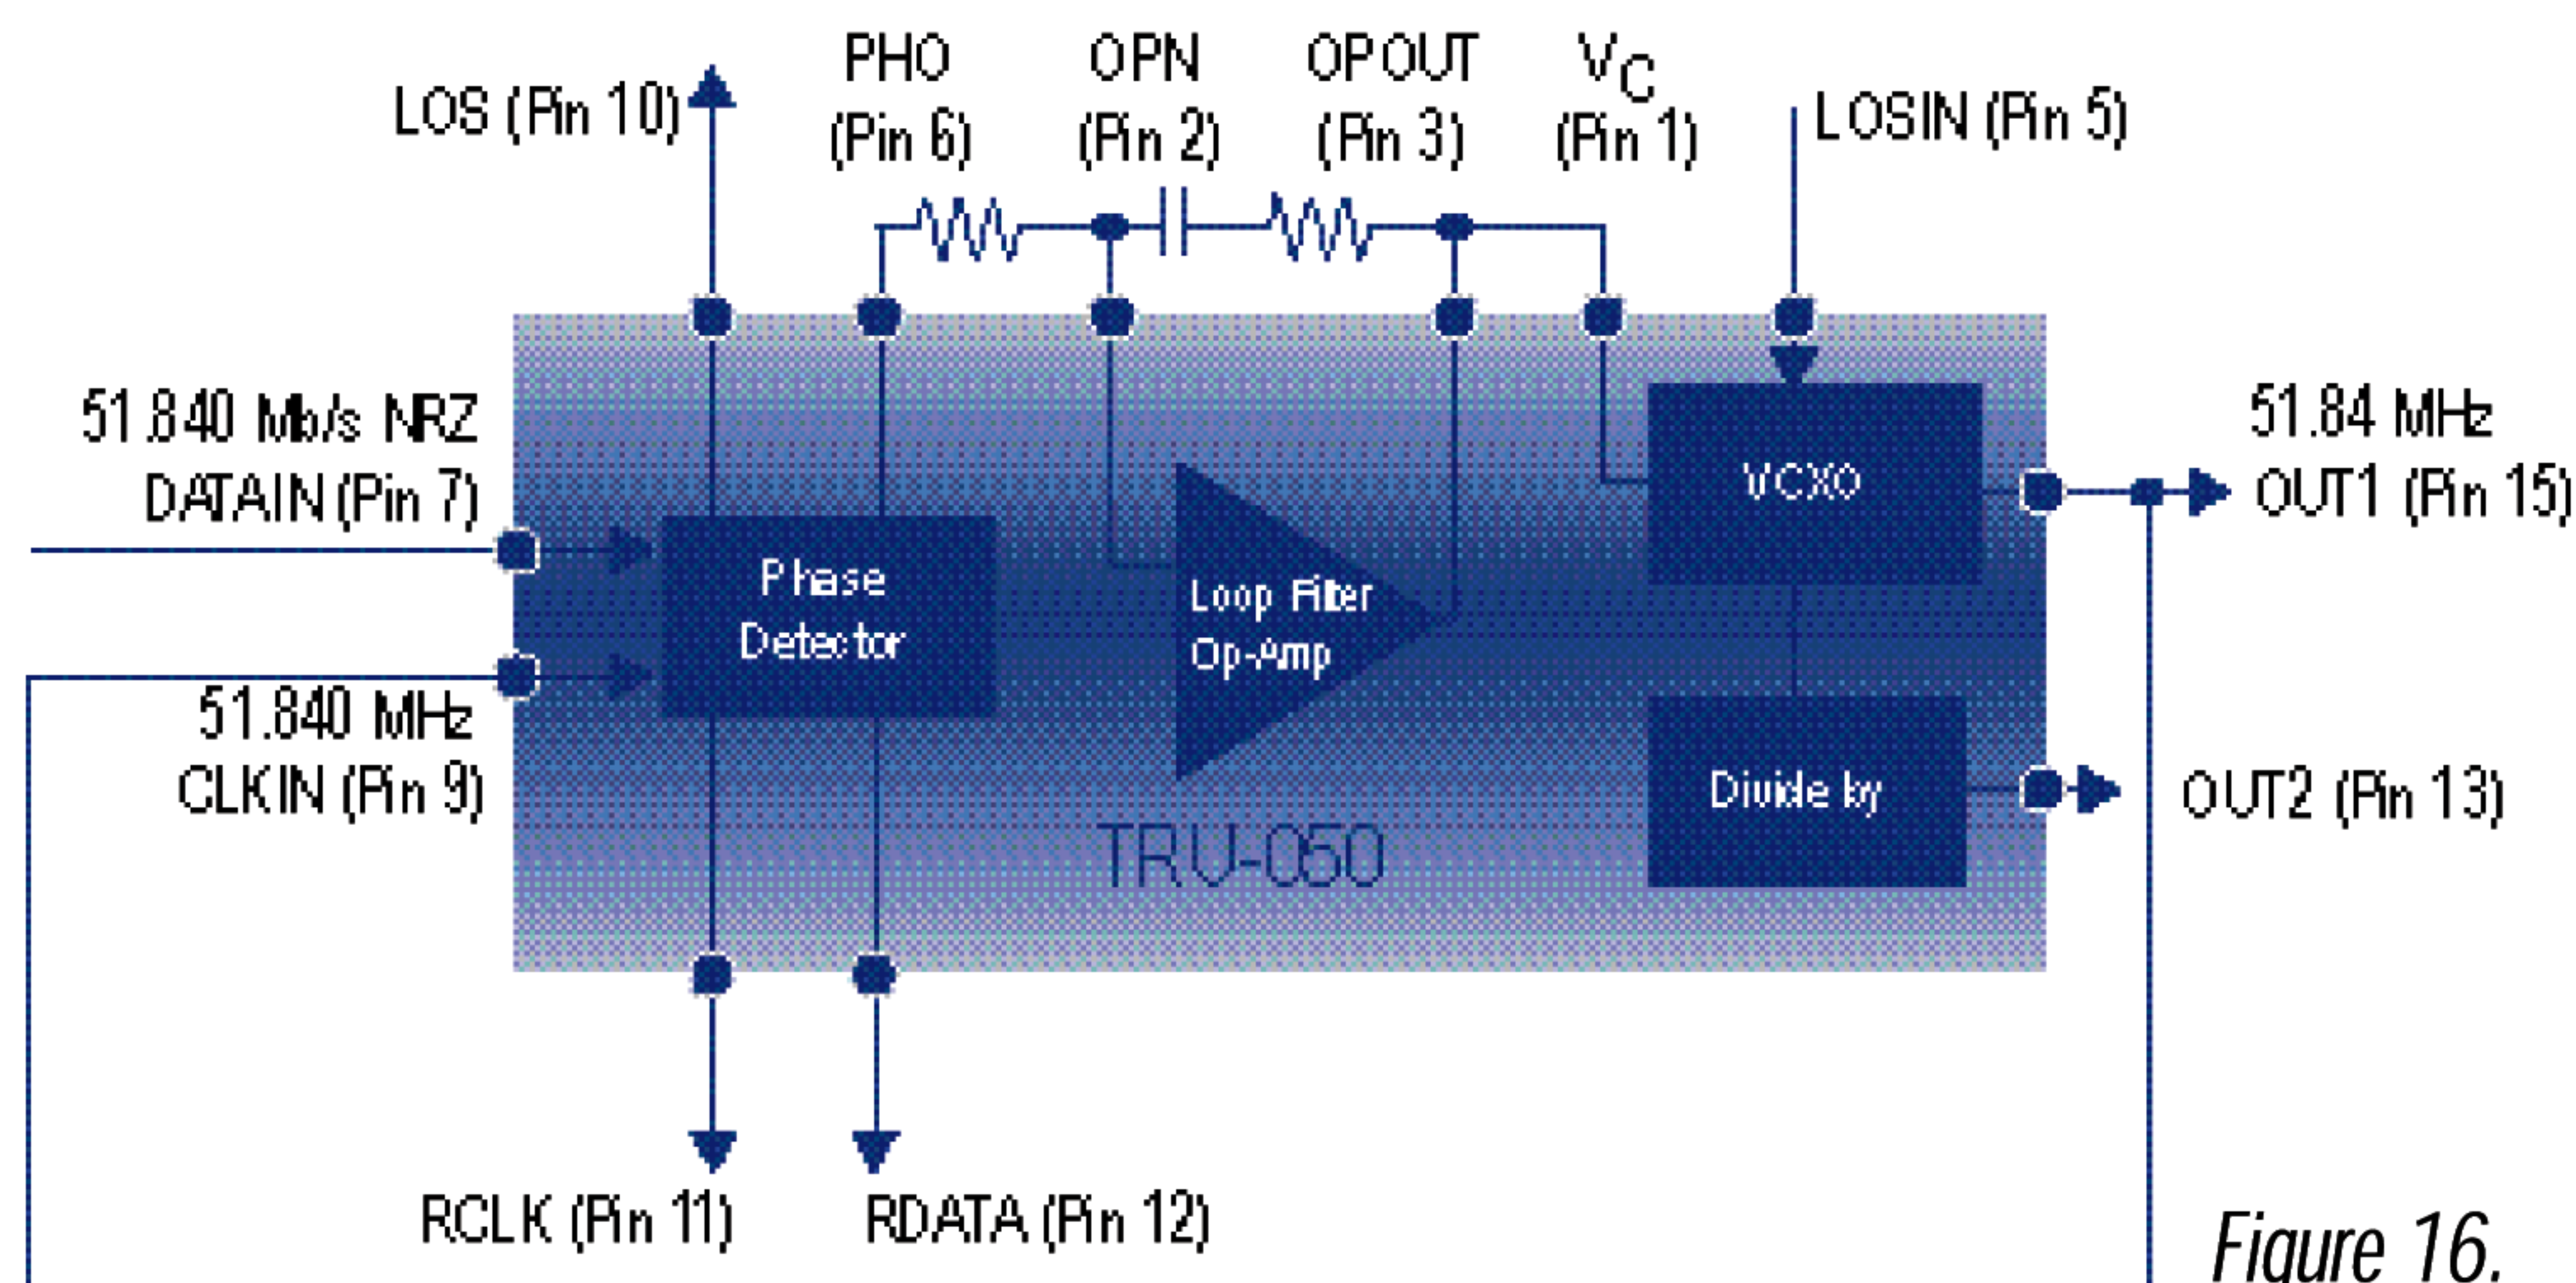 PHO
(Pin 6)
OPN
(Pin 2)
OPOUT
(Pin 3)
VC
(Pin 1)
LOS (Pin 10)
LOSIN (Pin 5)
51.840 Mb/s NRZ
DATAIN (Pin 7)
51.840 MHz
CLKIN (Pin 9)
Phase
Detector
Loop Filter
Op-Amp
VCXO
51.84 MHz
OUT1 (Pin 15)
Divide by
OUT2 (Pin 13)
TRU-050
RCLK (Pin 11)
RDATA (Pin 12)
Figure 16.